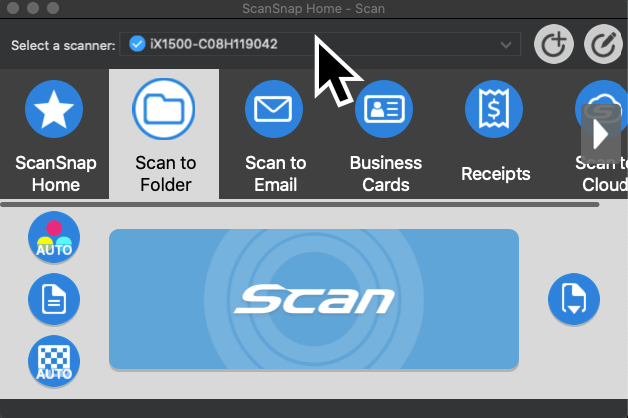 ScanSnap Home - Scan
Select a scanner: iX1500-C08H119042
ScanSnap
Home
Scan to
Folder
Scan to
Email
Business
Cards
Receipts
Scan to
Cloud
AUTO
Scan
AUTO